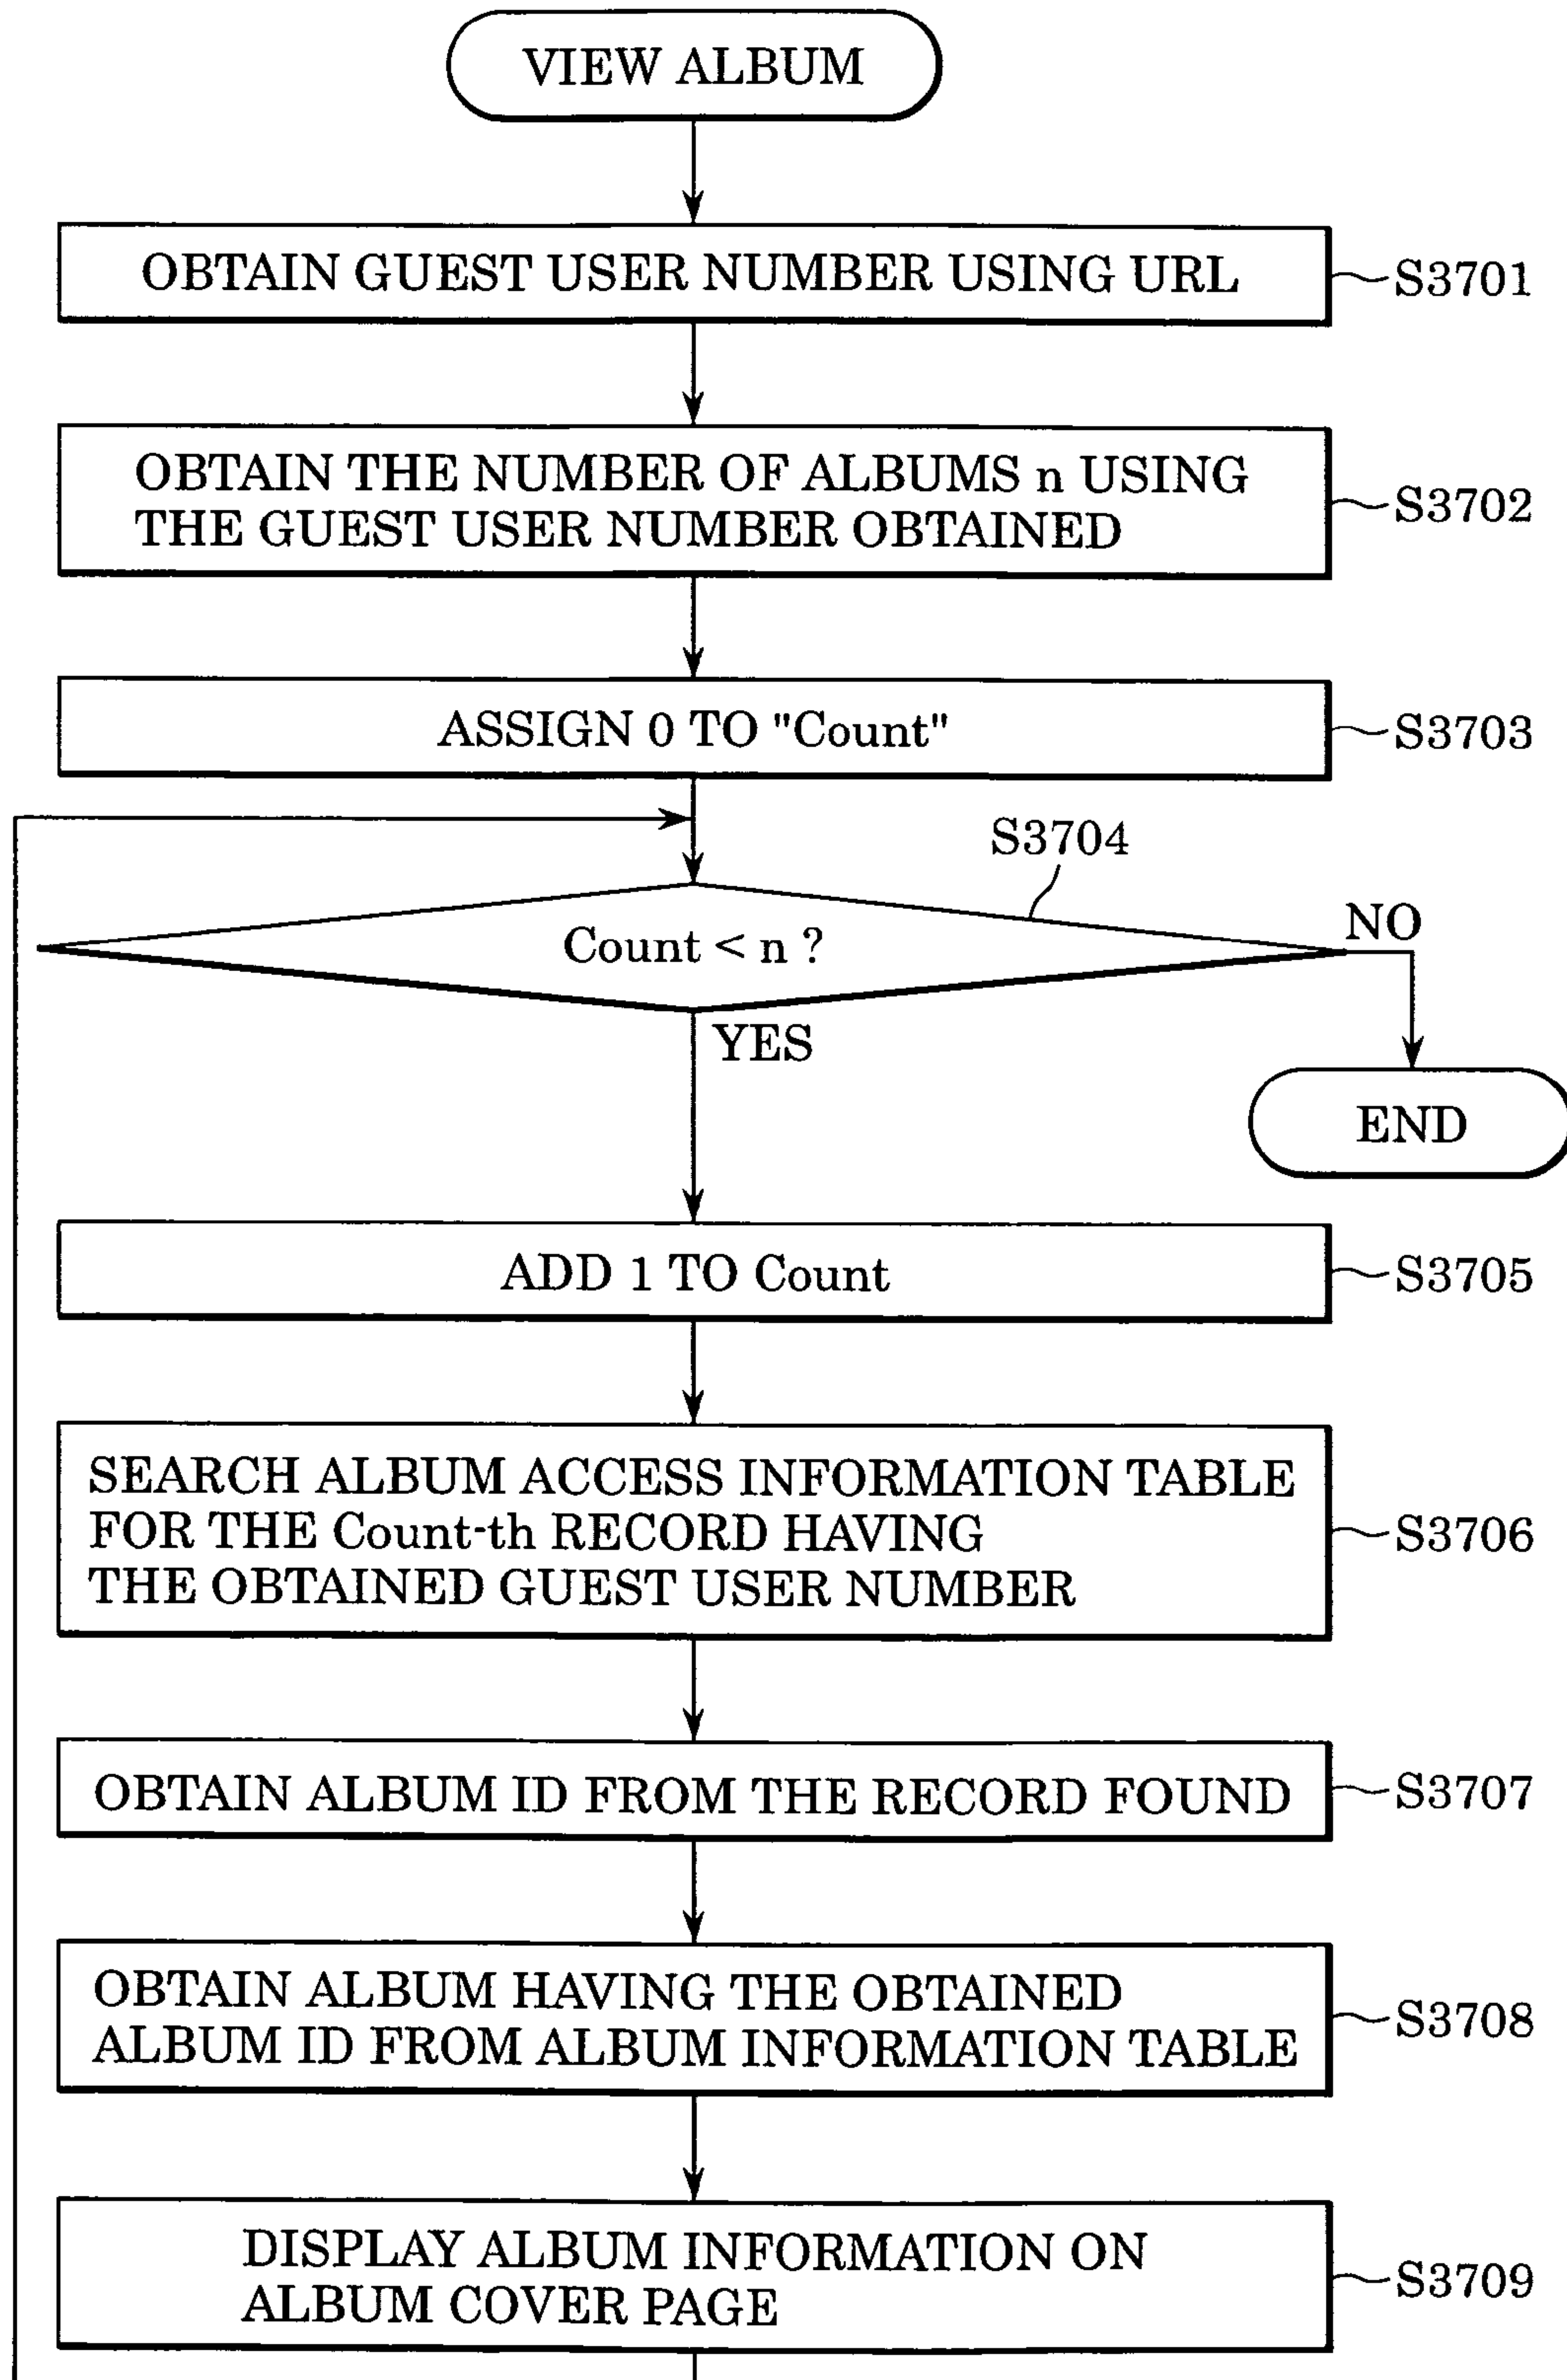 VIEW ALBUM
OBTAIN GUEST USER NUMBER USING URL
S3701
OBTAIN THE NUMBER OF ALBUMS n USING
THE GUEST USER NUMBER OBTAINED
S3702
ASSIGN 0 TO "Count"
S3703
S3704
Count < n ?
NO
YES
END
ADD 1 TO Count
S3705
SEARCH ALBUM ACCESS INFORMATION TABLE
FOR THE Count-th RECORD HAVING
THE OBTAINED GUEST USER NUMBER
S3706
OBTAIN ALBUM ID FROM THE RECORD FOUND
S3707
OBTAIN ALBUM HAVING THE OBTAINED
ALBUM ID FROM ALBUM INFORMATION TABLE
S3708
DISPLAY ALBUM INFORMATION ON
ALBUM COVER PAGE
S3709